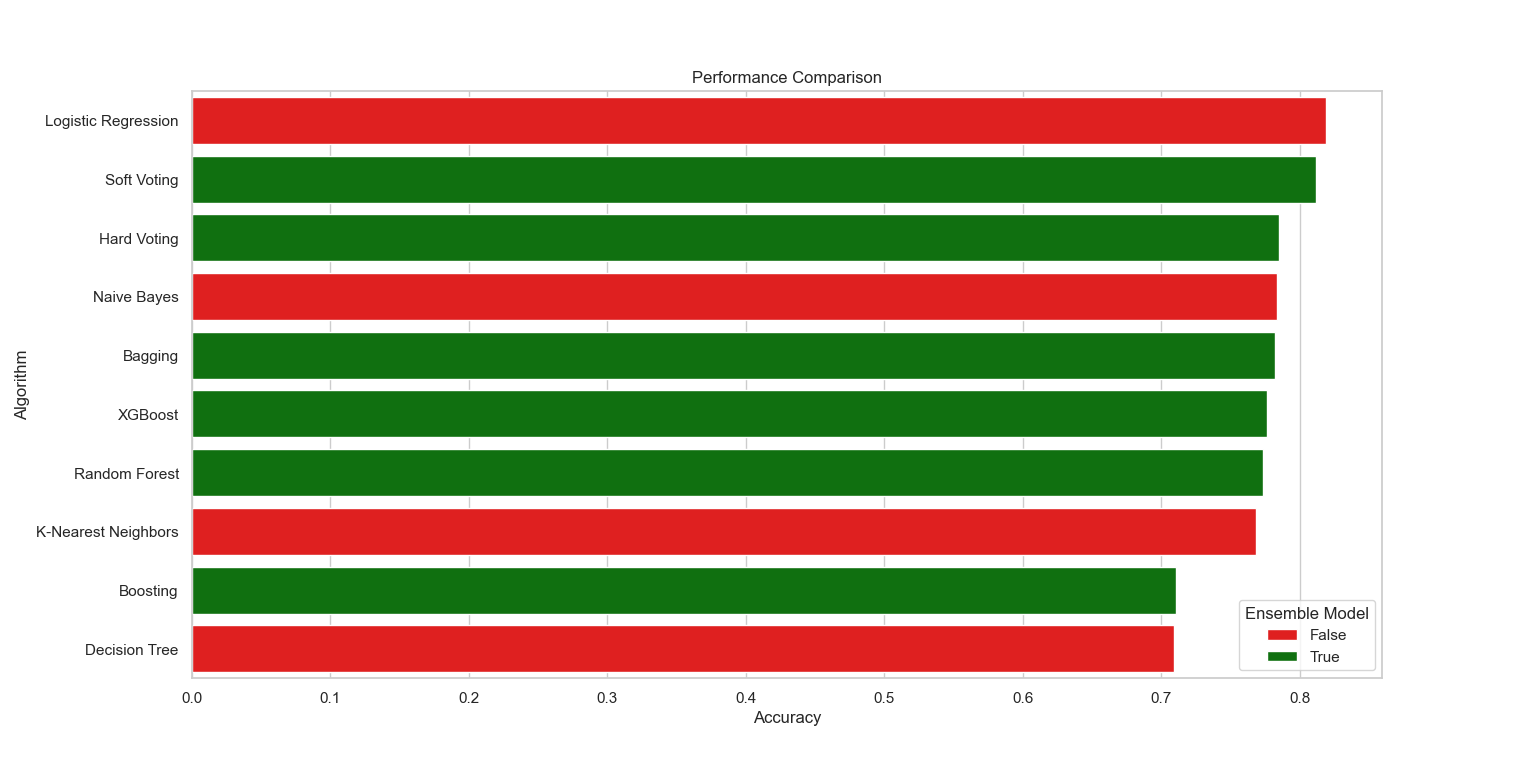 Performance Comparison
Logistic Regression
Soft Voting
Hard Voting
Naive Bayes
Bagging
XGBoost
Random Forest
K-Nearest Neighbors
Boosting
Decision Tree
Algorithm
Ensemble Model
False
True
0.0 0.1 0.2 0.3 0.4 0.5 0.6 0.7 0.8
Accuracy